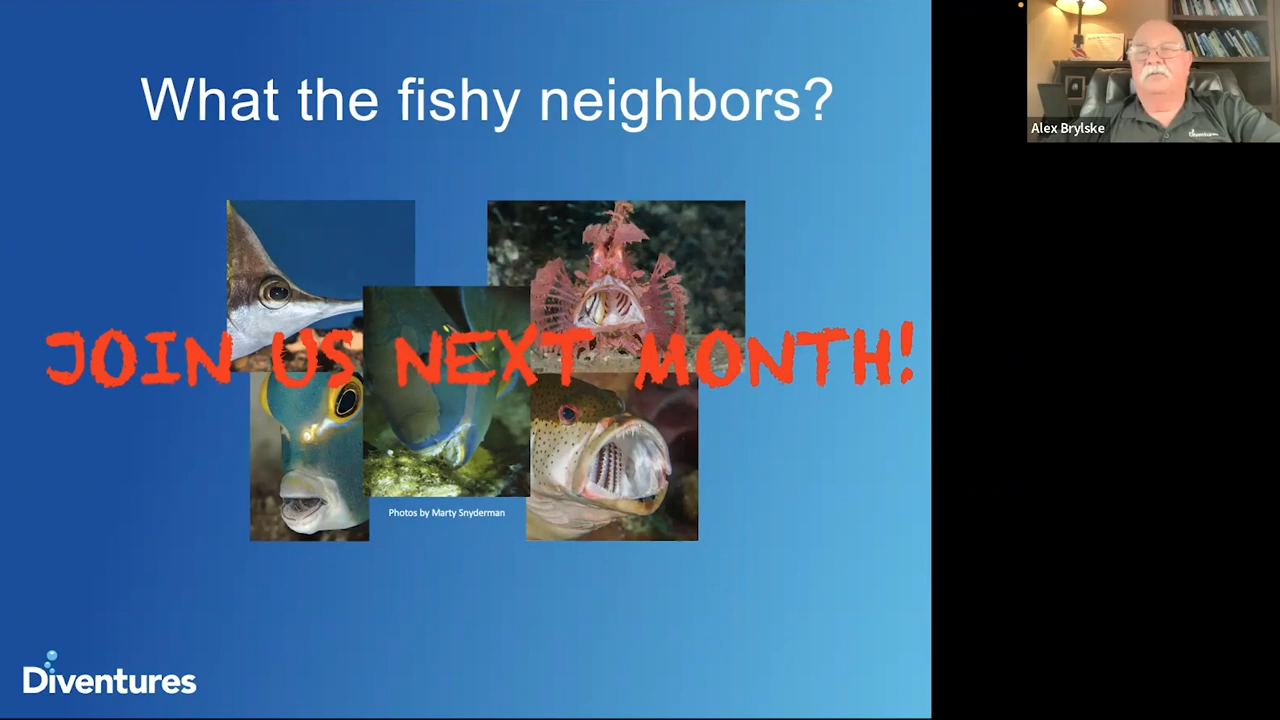 What the fishy neighbors?
JOIN US NEXT MONTH!
Photos by Marty Snyderman
Diventures
Alex Brylske